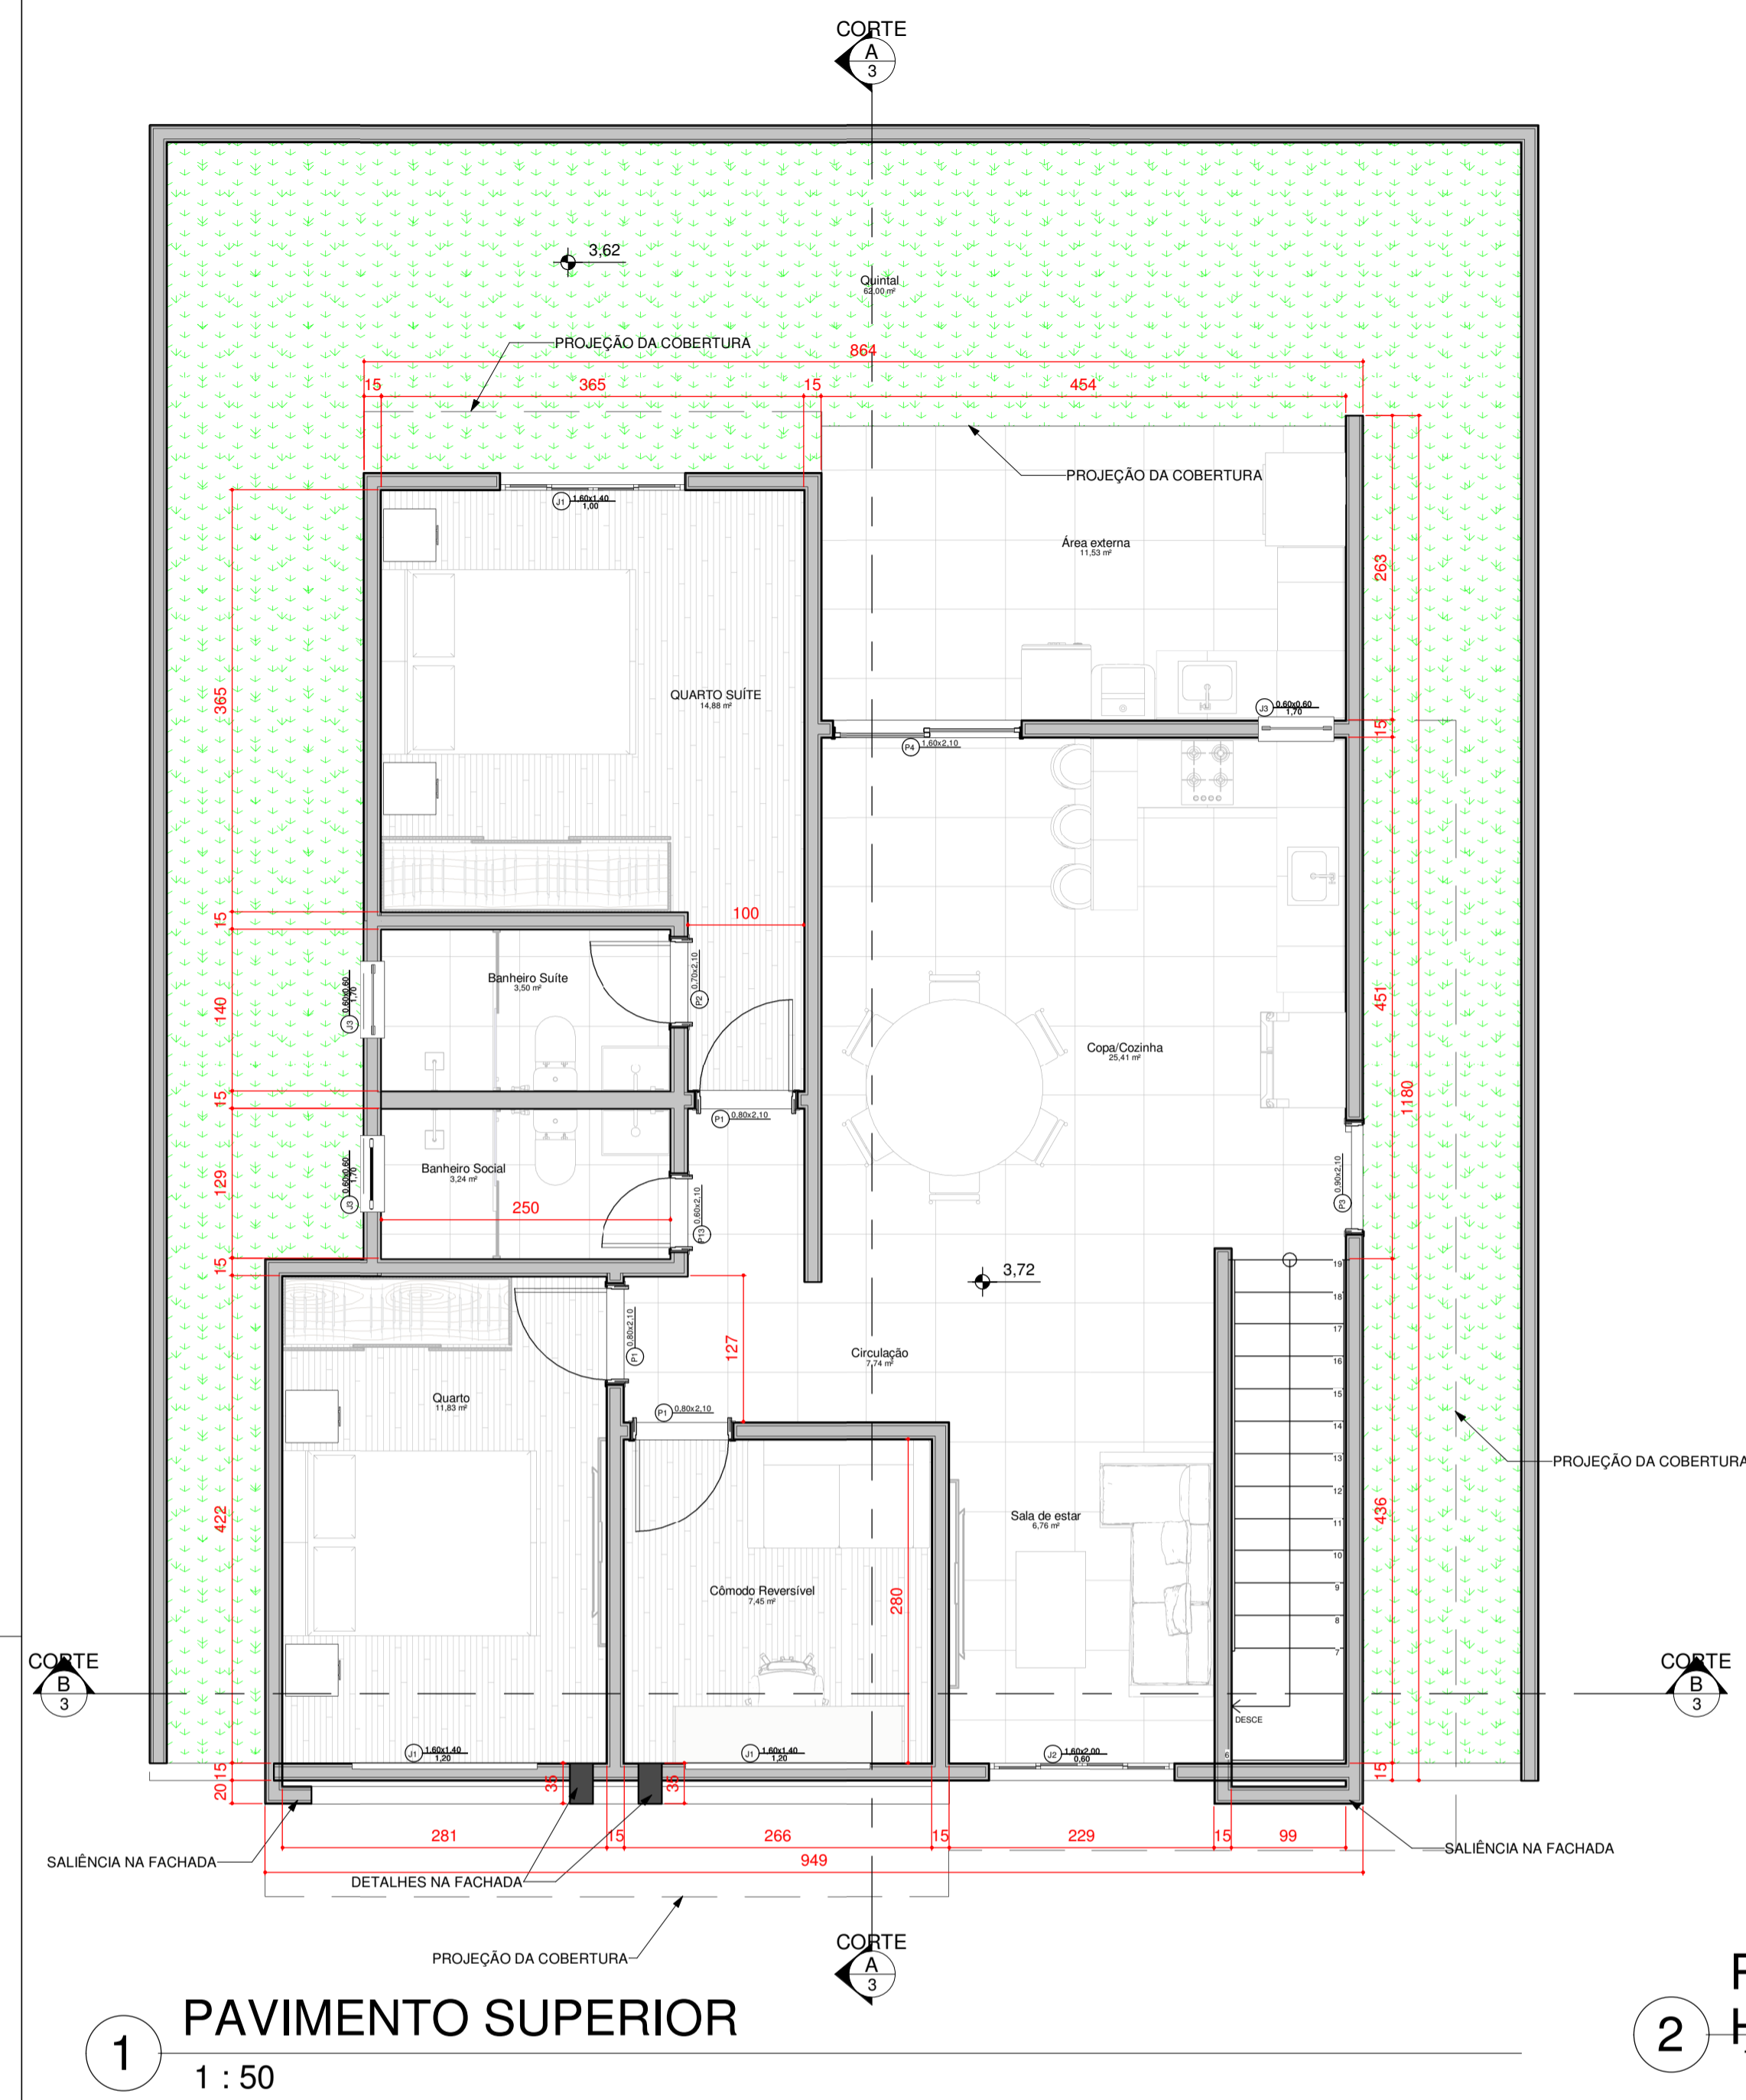 CORTE
A
3
3,62
Quintal
62,00 m²
PROJEÇÃO DA COBERTURA
864
15
365
15
454
PROJEÇÃO DA COBERTURA
J1
1,60x1,40
1,00
Área externa
11,53 m²
263
365
QUARTO SUÍTE
14,88 m²
J3
0,60x0,60
1,70
15
P4
1,60x2,10
15
100
Banheiro Suíte
3,50 m²
P2
0,70x2,10
J3
0,60x0,60
1,70
140
451
Copa/Cozinha
25,41 m²
1180
15
P1
0,80x2,10
Banheiro Social
3,24 m²
J3
0,60x0,60
1,70
129
250
P13
0,60x2,10
P3
0,90x2,10
15
3,72
19
18
17
16
15
14
13
12
11
10
9
8
7
6
P1
0,80x2,10
127
Circulação
7,74 m²
Quarto
11,83 m²
P1
0,80x2,10
PROJEÇÃO DA COBERTURA
422
436
Sala de estar
6,76 m²
Cômodo Reversível
7,45 m²
280
CORTE
B
3
CORTE
B
3
DESCE
J1
1,60x1,40
1,20
J1
1,60x1,40
1,20
J2
1,60x2,00
0,60
15
20
35
35
15
281
15
266
15
229
15
99
SALIÊNCIA NA FACHADA
949
SALIÊNCIA NA FACHADA
DETALHES NA FACHADA
PROJEÇÃO DA COBERTURA
CORTE
A
3
1
PAVIMENTO SUPERIOR
1 : 50
2